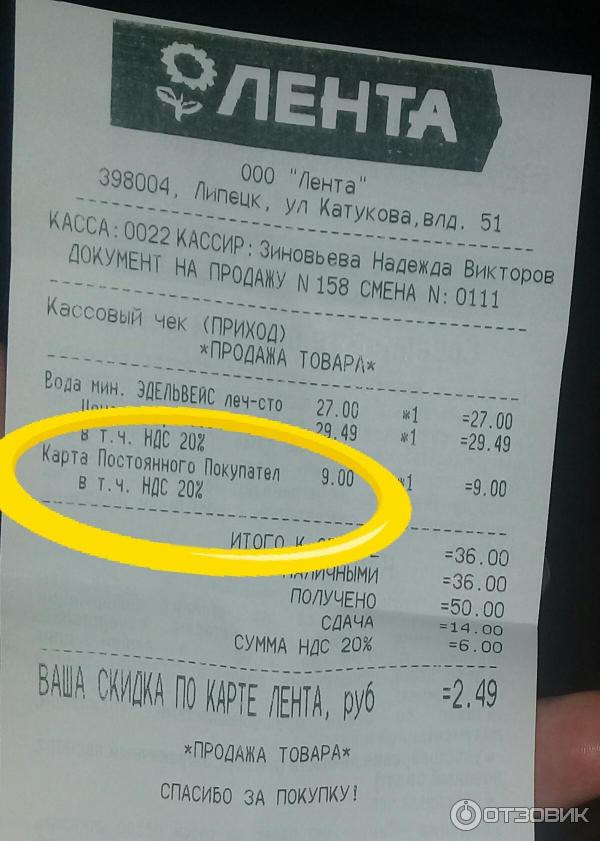 ЛЕНТА
ООО "Лента"
398004, Липецк, ул Катукова,влд. 51
КАССА:0022 КАССИР: Зиновьева Надежда Викторов
ДОКУМЕНТ НА ПРОДАЖУ N 158 СМЕНА N: 0111
Кассовый чек (ПРИХОД)
*ПРОДАЖА ТОВАРА*
Вода мин. ЭДЕЛЬВЕЙС леч-сто 27.00 *1 =27.00
29.49 *1 =29.49
в т.ч. НДС 20%
Карта Постоянного Покупател 9.00 *1 =9.00
в т.ч. НДС 20%
ИТОГО К =36.00
НАЛИЧНЫМИ =36.00
ПОЛУЧЕНО =50.00
СДАЧА =14.00
СУММА НДС 20% =6.00
ВАША СКИДКА ПО КАРТЕ ЛЕНТА, руб =2.49
*ПРОДАЖА ТОВАРА*
СПАСИБО ЗА ПОКУПКУ!
ОТЗОВИК